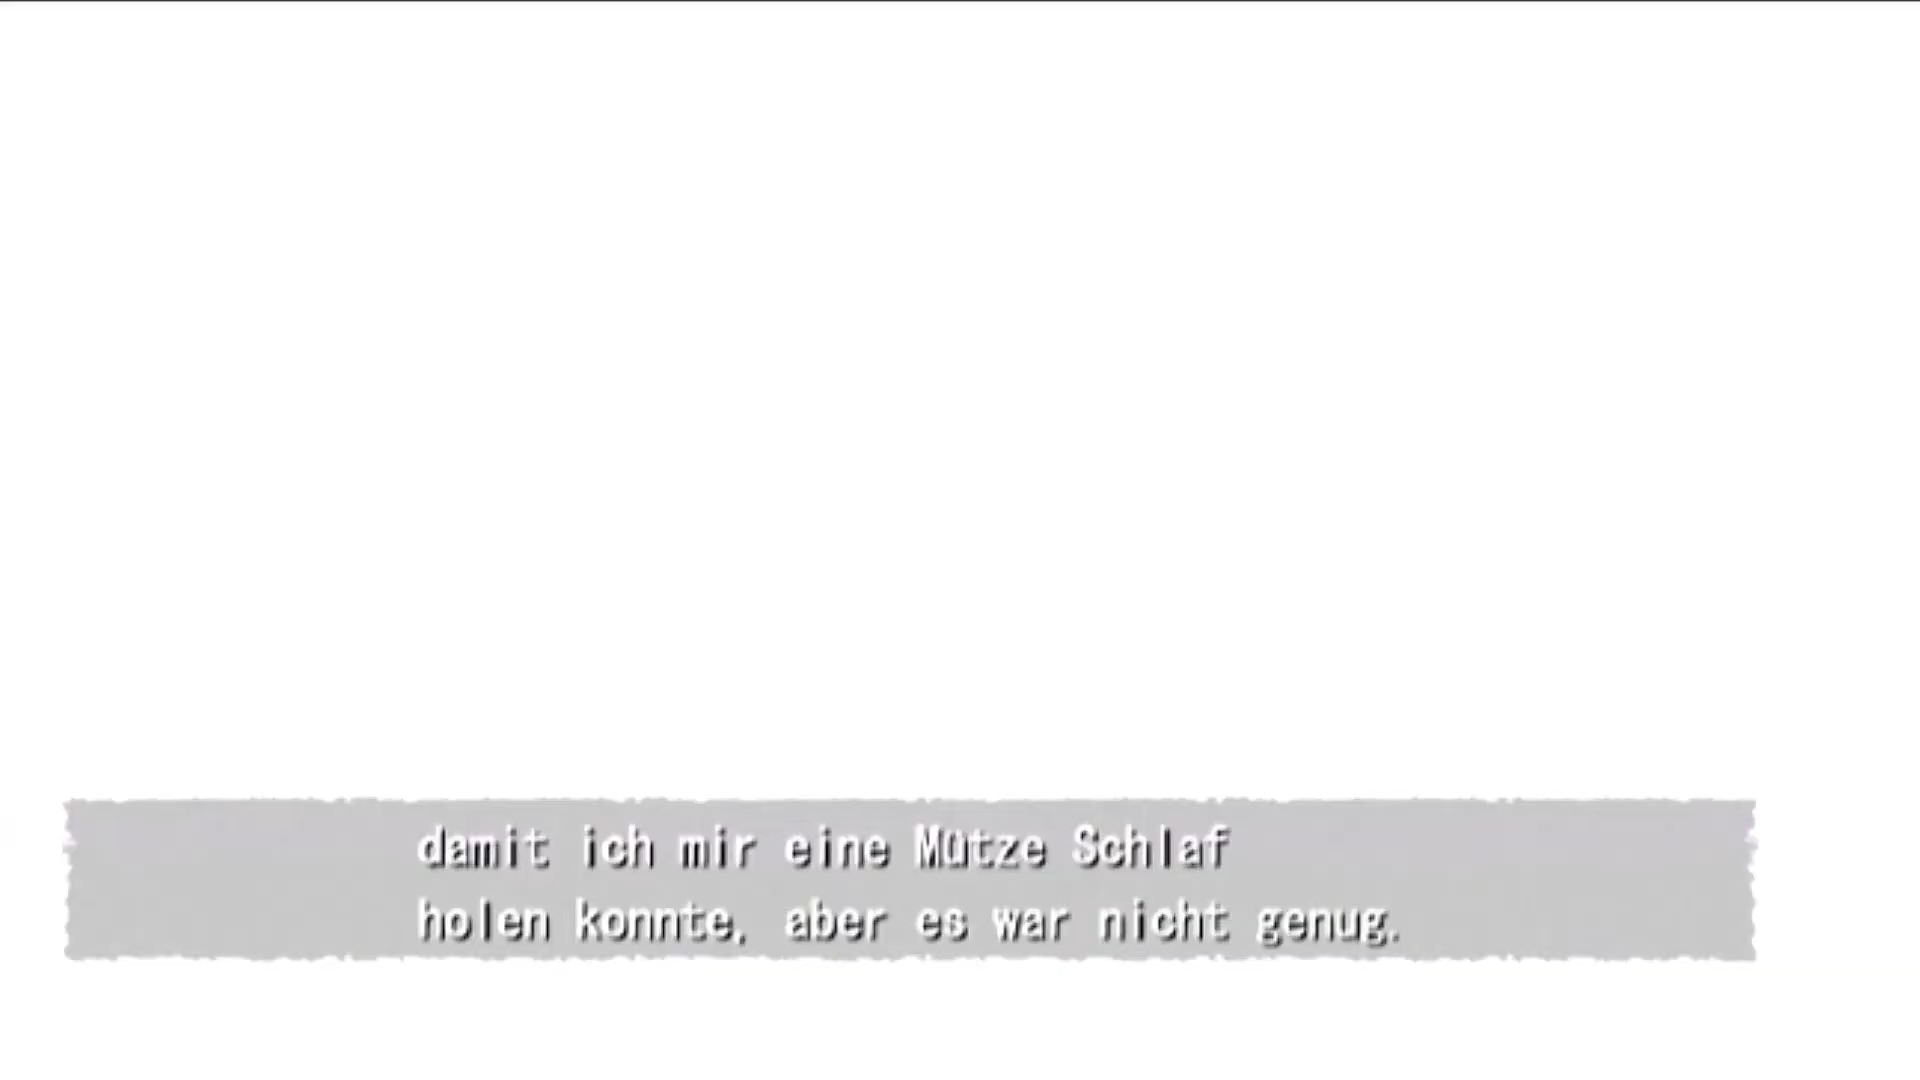 damit ich mir eine Mütze Schlaf
holen konnte, aber es war nicht genug.